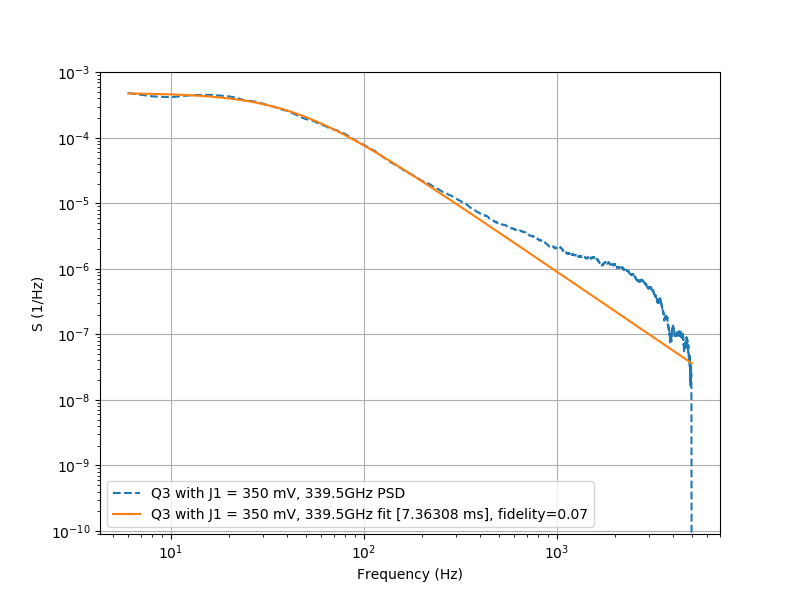 10⁻³
10⁻⁴
10⁻⁵
10⁻⁶
10⁻⁷
10⁻⁸
10⁻⁹
10⁻¹⁰
S (1/Hz)
Q3 with J1 = 350 mV, 339.5GHz PSD
Q3 with J1 = 350 mV, 339.5GHz fit [7.36308 ms], fidelity=0.07
10¹ 10² 10³
Frequency (Hz)